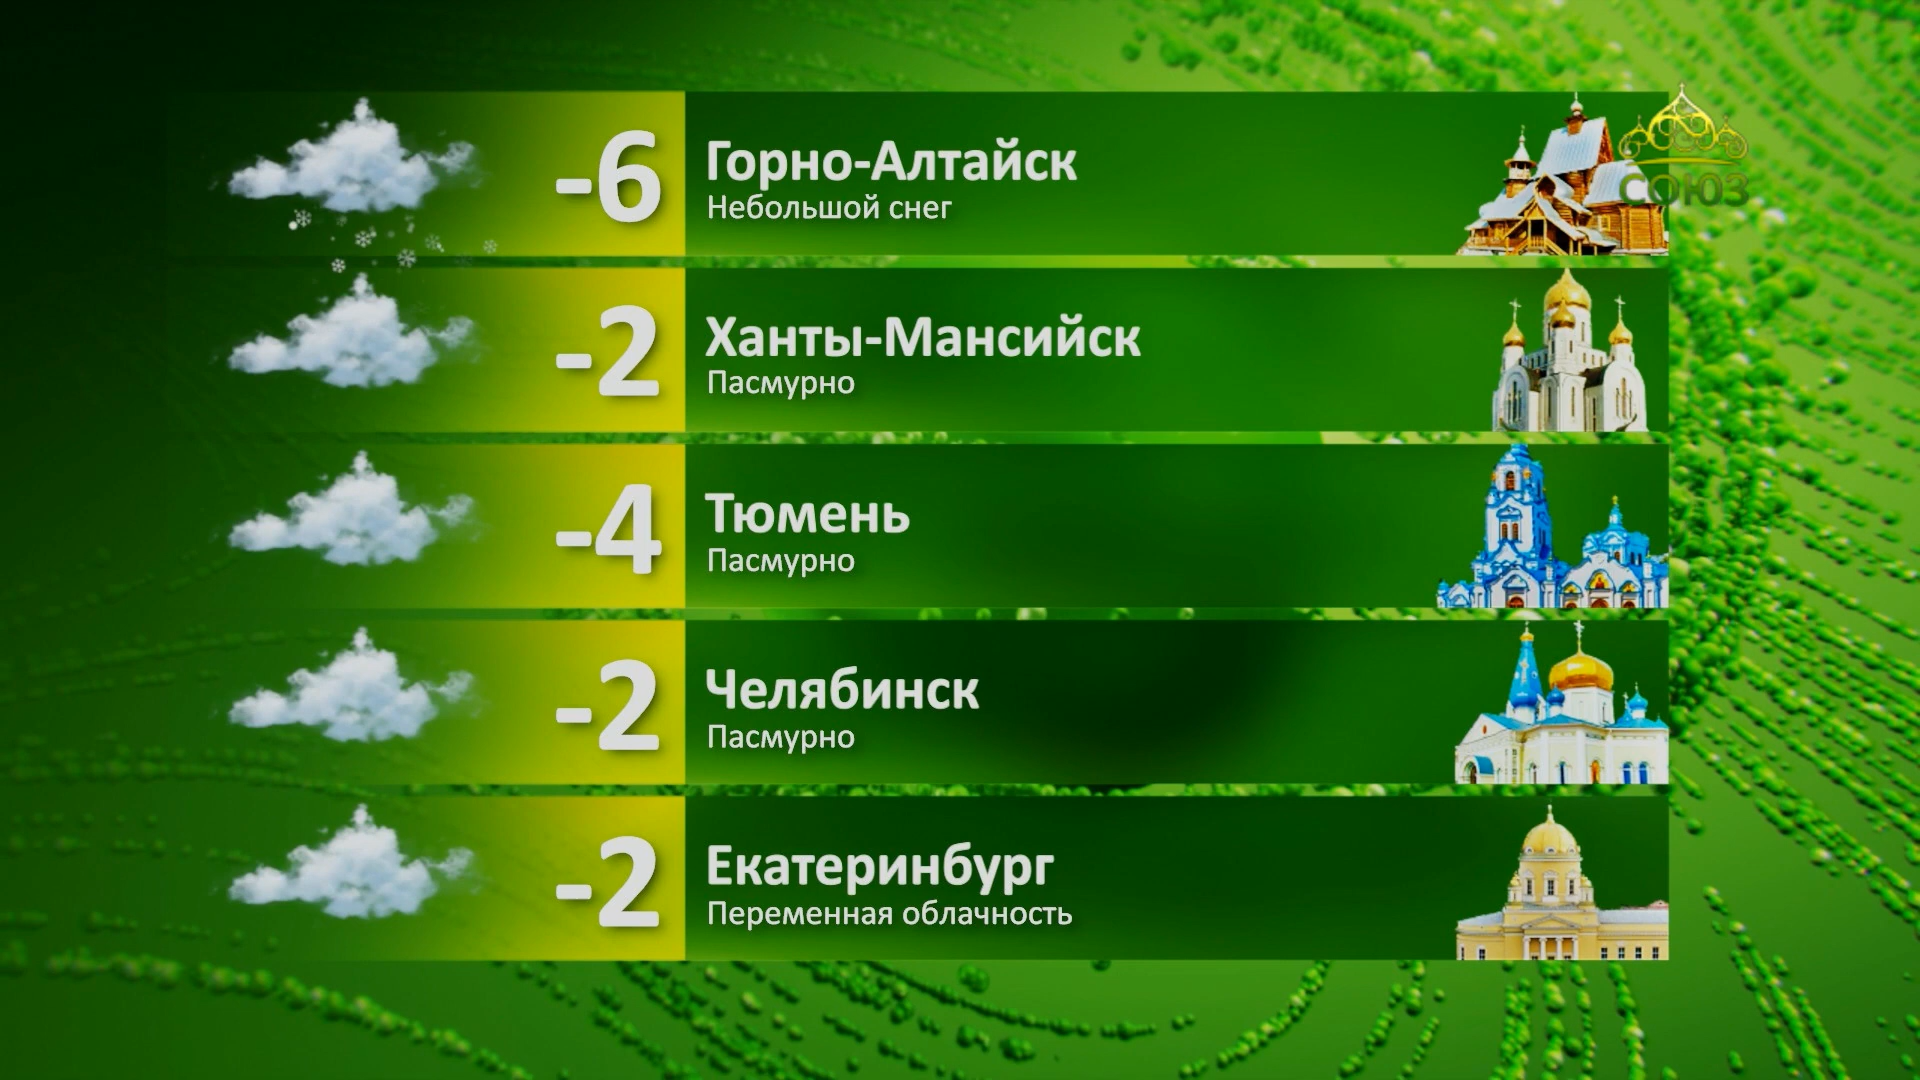 -6
Горно-Алтайск
Небольшой снег
СОЮЗ
-2
Ханты-Мансийск
Пасмурно
-4
Тюмень
Пасмурно
-2
Челябинск
Пасмурно
-2
Екатеринбург
Переменная облачность